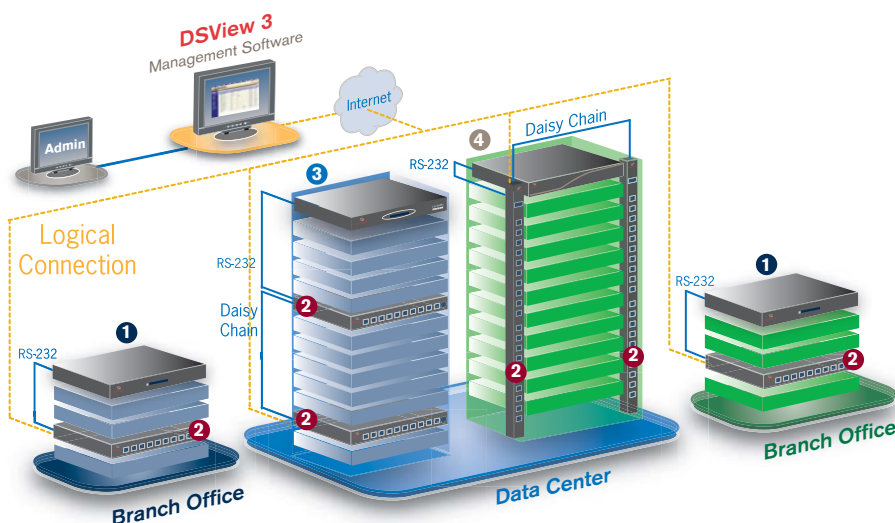 DSView 3
Management Software
Internet
Admin
Daisy Chain
4
RS-232
3
Logical
Connection
RS-232
1
RS-232
2
Daisy
Chain
1
RS-232
2
2
2
2
2
2
Branch Office
Data Center
Branch Office